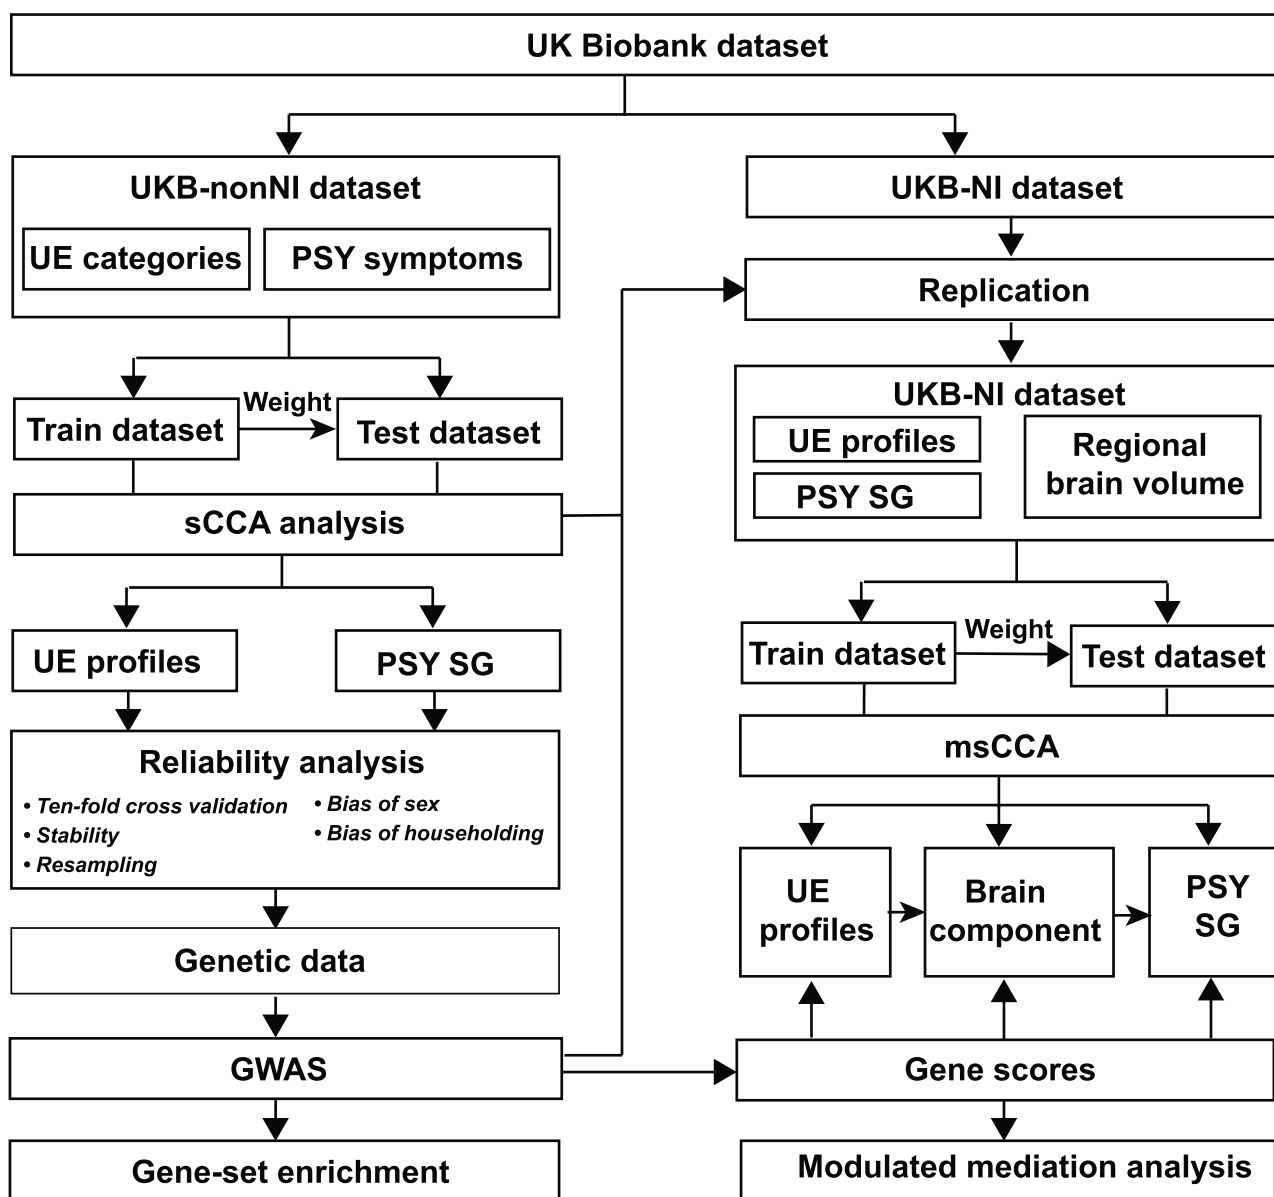 UK Biobank dataset
UKB-nonNI dataset
UE categories
PSY symptoms
Train dataset
Weight
Test dataset
sCCA analysis
UE profiles
PSY SG
Reliability analysis
• Ten-fold cross validation
• Stability
• Resampling
• Bias of sex
• Bias of householding
Genetic data
GWAS
Gene-set enrichment
UKB-NI dataset
Replication
UKB-NI dataset
UE profiles
PSY SG
Regional
brain volume
Train dataset
Weight
Test dataset
msCCA
UE
profiles
Brain
component
PSY
SG
Gene scores
Modulated mediation analysis